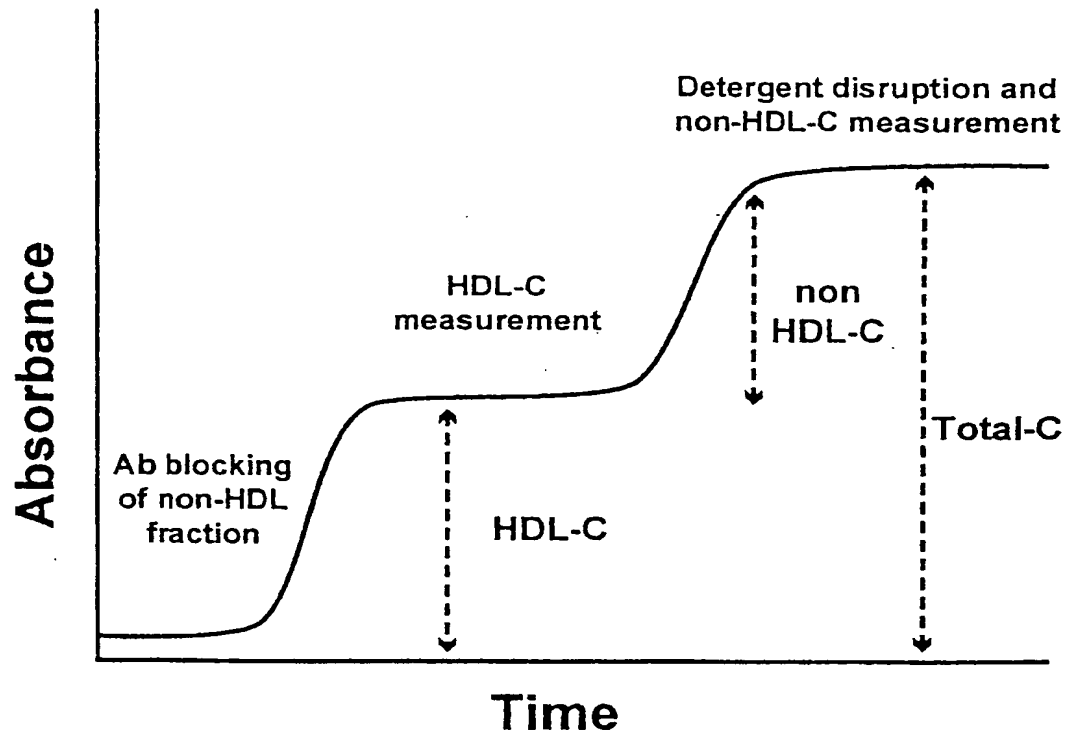 Detergent disruption and
non-HDL-C measurement
HDL-C
measurement
non
HDL-C
Total-C
Ab blocking
of non-HDL
fraction
HDL-C
Absorbance
Time